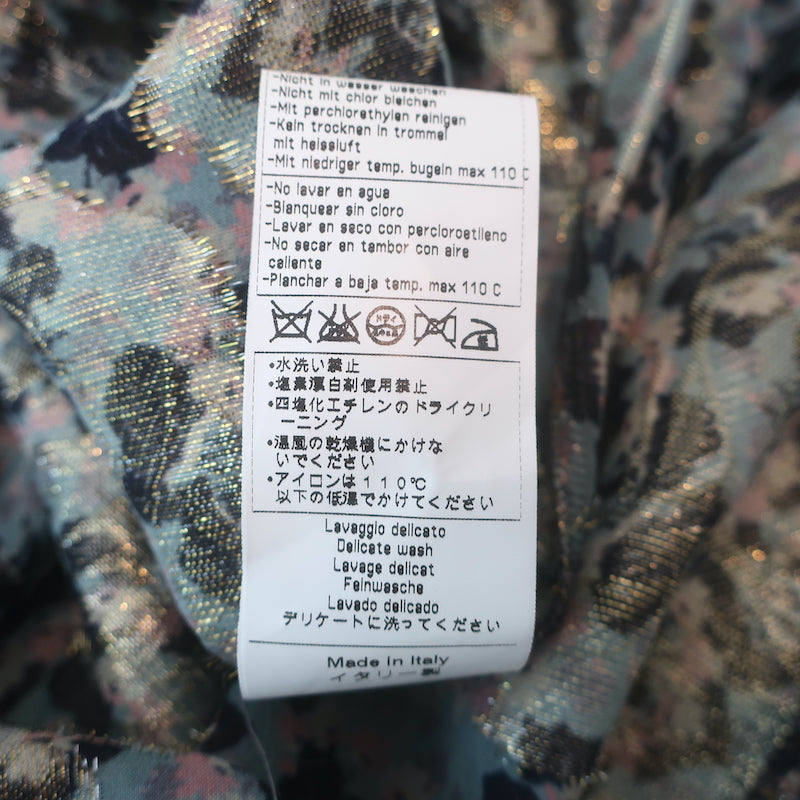 -Nicht in wasser waschen
-Nicht mit chlor bleichen
-Mit perchlorethylen reinigen
-Kein trocknen in trommel
mit heissluft
-Mit niedriger temp. bugeln max 110 C
-No lavar en agua
-Blanquear sin cloro
-Lavar en seco con percloroetileno
-No secar en tambor con aire
caliente
-Planchar a baja temp. max 110 C
ドライ
•水洗い禁止
•塩素漂白剤使用禁止
•四塩化エチレンのドライクリ
ーニング
•温風の乾燥機にかけな
いでください
•アイロンは110℃
以下の低温でかけてください
Lavaggio delicato
Delicate wash
Lavage delicat
Feinwasche
Lavado delicado
デリケートに洗ってください
Made in Italy
イタリー製